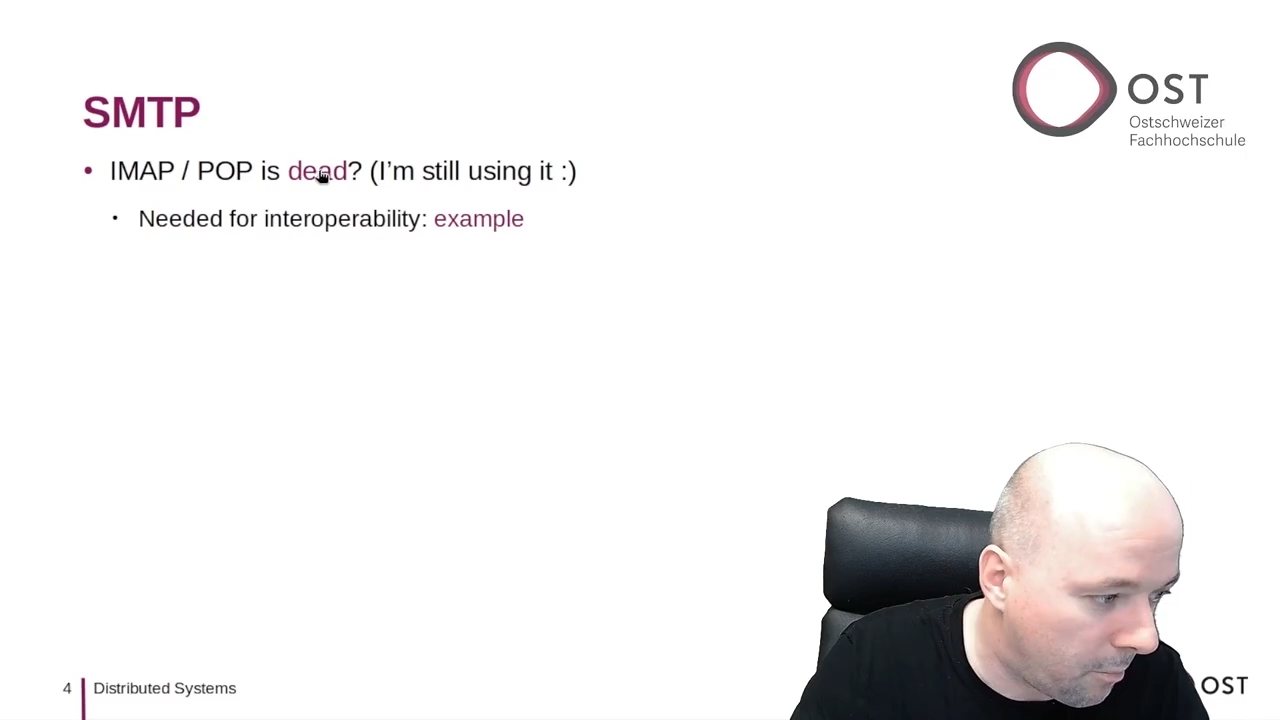 OST
Ostschweizer
Fachhochschule
SMTP
• IMAP / POP is dead? (I’m still using it :)
• Needed for interoperability: example
4 Distributed Systems
OST